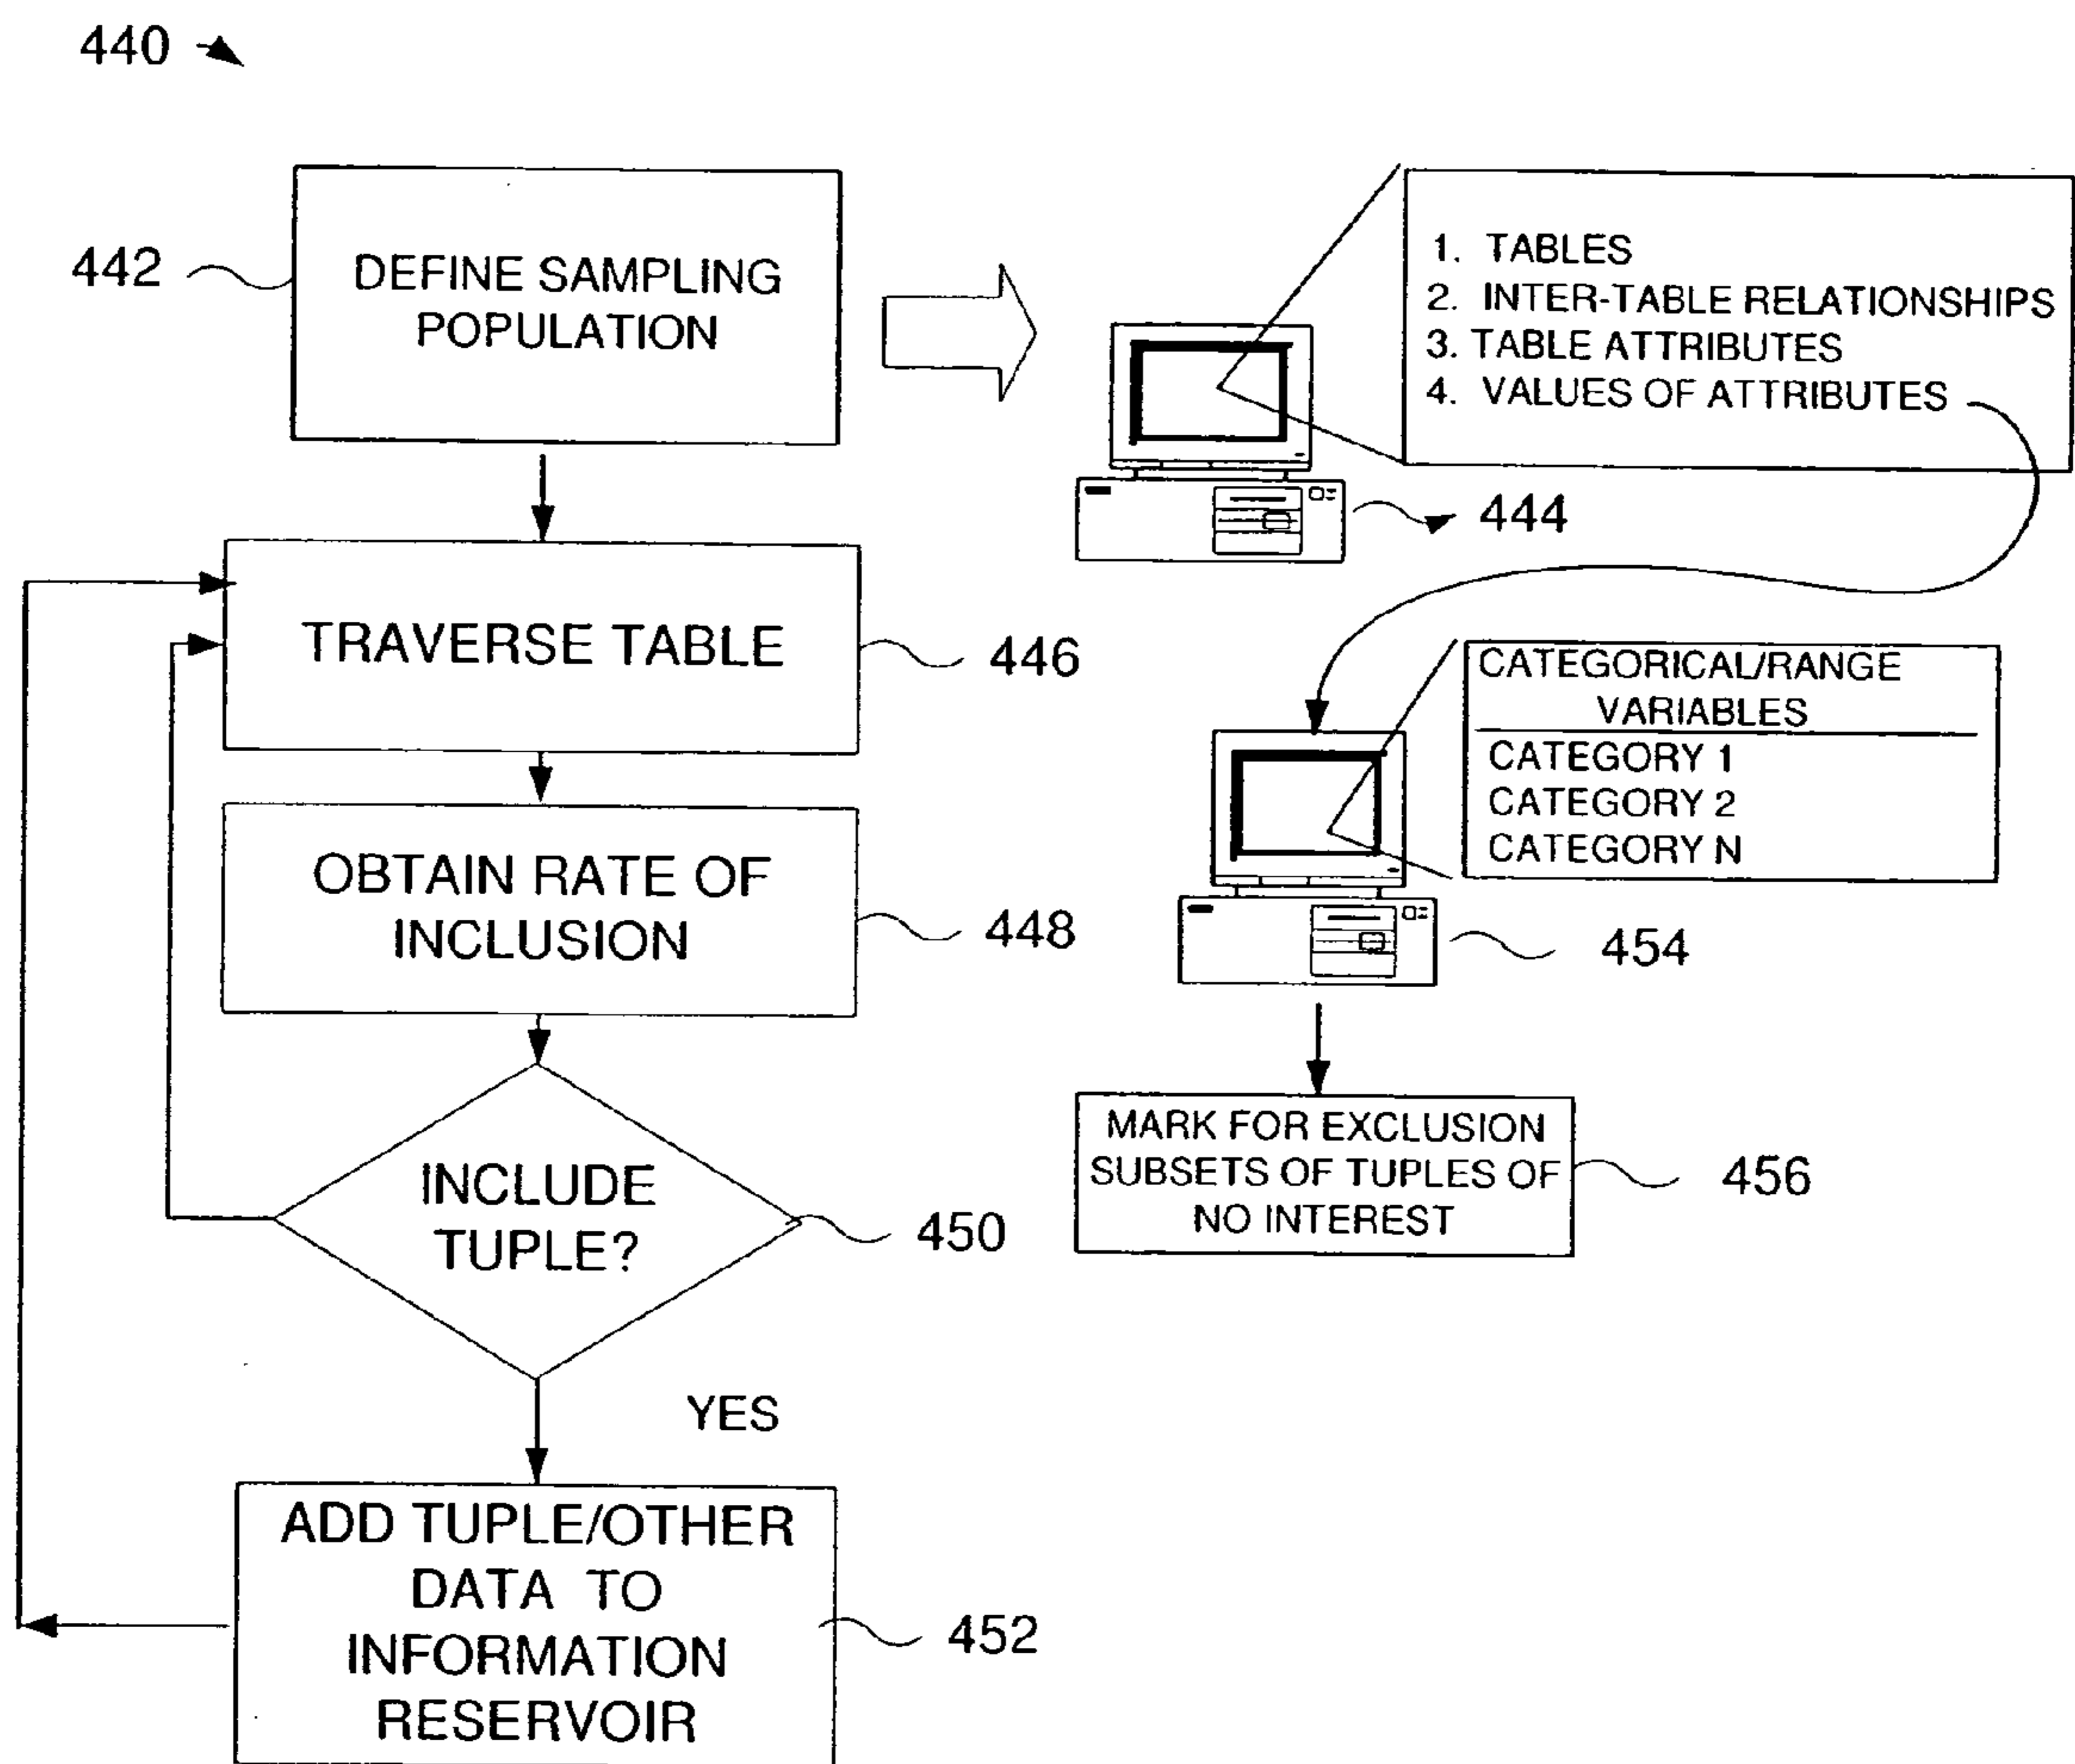 440
442
DEFINE SAMPLING
POPULATION
1. TABLES
2. INTER-TABLE RELATIONSHIPS
3. TABLE ATTRIBUTES
4. VALUES OF ATTRIBUTES
444
TRAVERSE TABLE
446
CATEGORICAL/RANGE
VARIABLES
CATEGORY 1
CATEGORY 2
CATEGORY N
OBTAIN RATE OF
INCLUSION
448
454
INCLUDE
TUPLE?
450
MARK FOR EXCLUSION
SUBSETS OF TUPLES OF
NO INTEREST
456
YES
ADD TUPLE/OTHER
DATA TO
INFORMATION
RESERVOIR
452